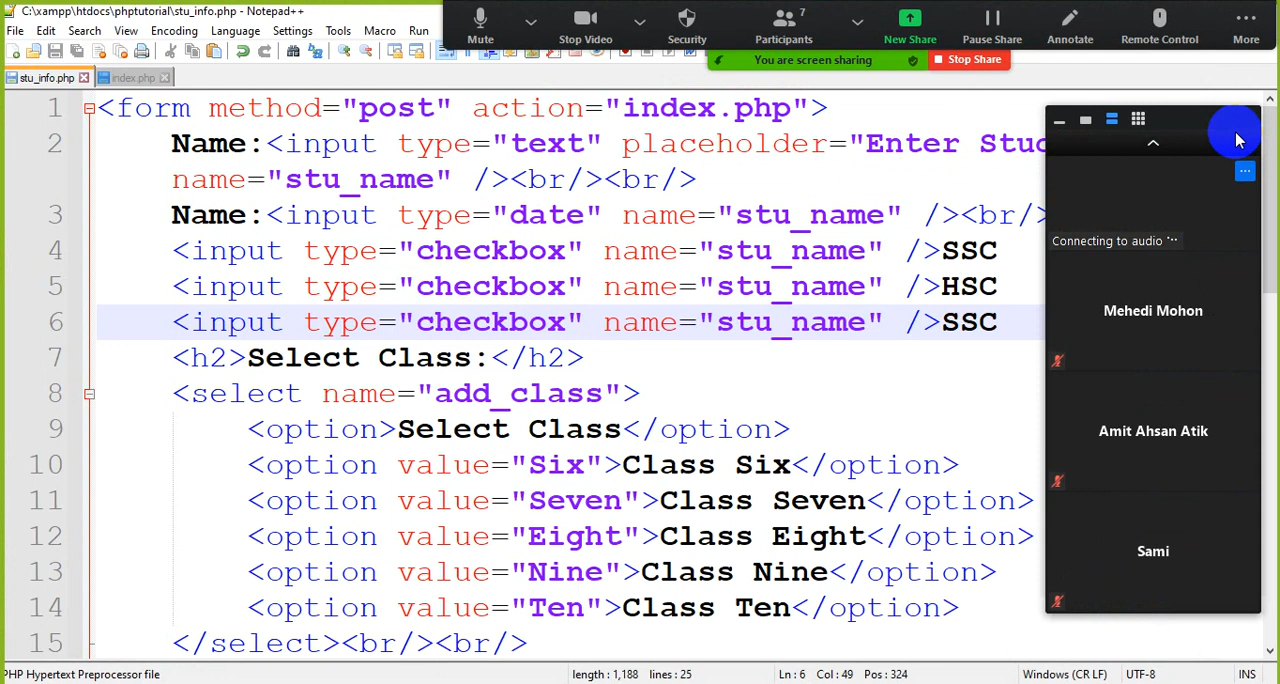 C:\xampp\htdocs\phptutorial\stu_info.php - Notepad++
File Edit Search View Encoding Language Settings Tools Macro Run
Mute Stop Video Security Participants 7 New Share Pause Share Annotate Remote Control More
You are screen sharing Stop Share
stu_info.php index.php
1 <form method="post" action="index.php">
2 Name:<input type="text" placeholder="Enter Stu
name="stu_name" /><br/><br/>
3 Name:<input type="date" name="stu_name" /><br/>
4 <input type="checkbox" name="stu_name" />SSC
5 <input type="checkbox" name="stu_name" />HSC
6 <input type="checkbox" name="stu_name" />SSC
7 <h2>Select Class:</h2>
8 <select name="add_class">
9 <option>Select Class</option>
10 <option value="Six">Class Six</option>
11 <option value="Seven">Class Seven</option>
12 <option value="Eight">Class Eight</option>
13 <option value="Nine">Class Nine</option>
14 <option value="Ten">Class Ten</option>
15 </select><br/><br/>
Connecting to audio
Mehedi Mohon
Amit Ahsan Atik
Sami
PHP Hypertext Preprocessor file length : 1,188 lines : 25 Ln : 6 Col : 49 Pos : 324 Windows (CR LF) UTF-8 INS